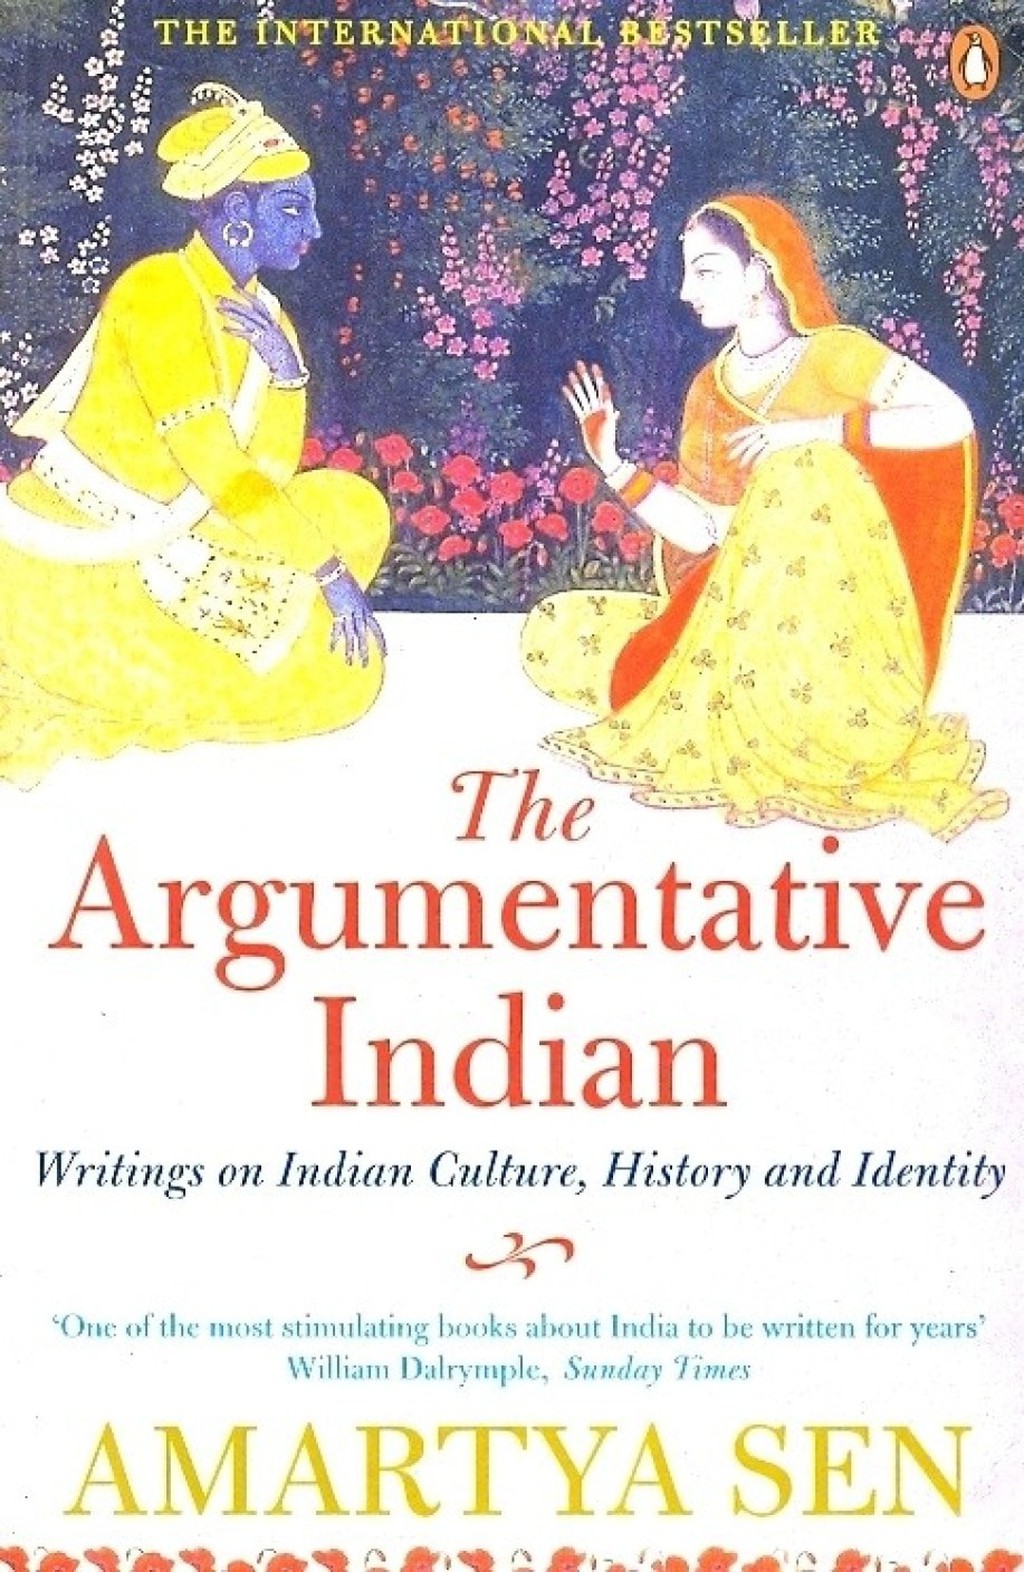 THE INTERNATIONAL BESTSELLER
The
Argumentative
Indian
Writings on Indian Culture, History and Identity
‘One of the most stimulating books about India to be written for years’
William Dalrymple, Sunday Times
AMARTYA SEN